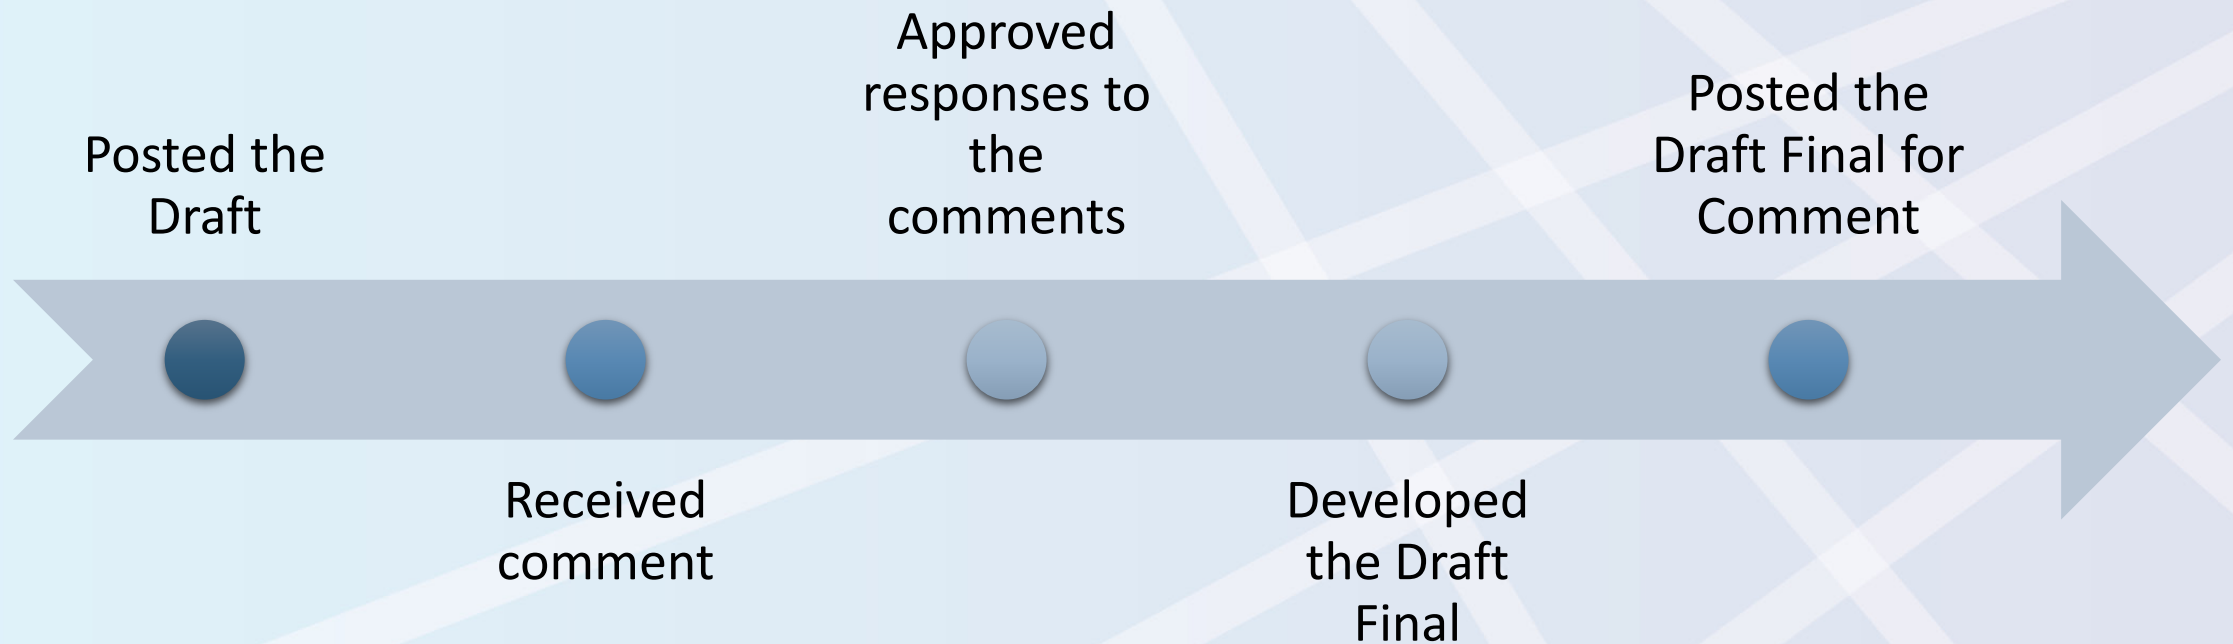 Posted the
Draft
Received
comment
Approved
responses to
the
comments
Developed
the Draft
Final
Posted the
Draft Final for
Comment